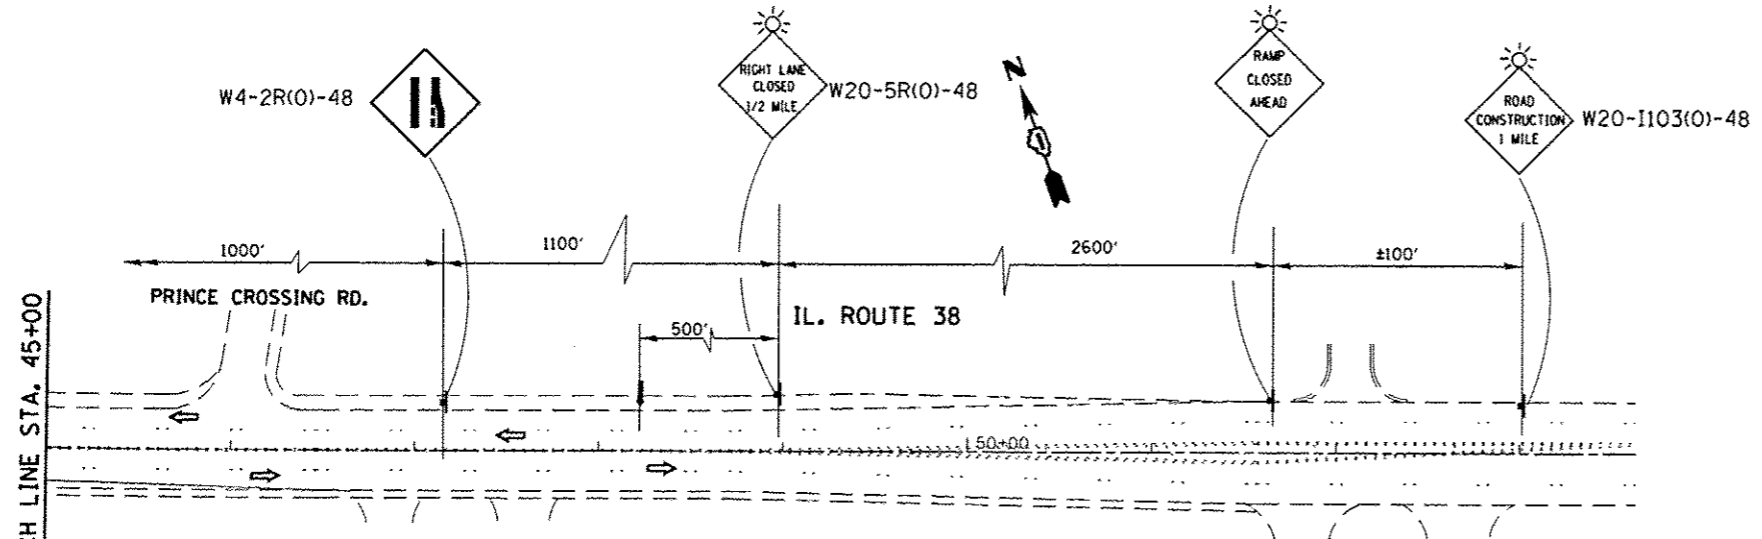 W4-2R(O)-48
RIGHT LANE
CLOSED
1/2 MILE
W20-5R(O)-48
N
RAMP
CLOSED
AHEAD
ROAD
CONSTRUCTION
1 MILE
W20-I103(O)-48
1000'
1100'
2600'
±100'
PRINCE CROSSING RD.
500'
IL. ROUTE 38
50+00
CH LINE STA. 45+00